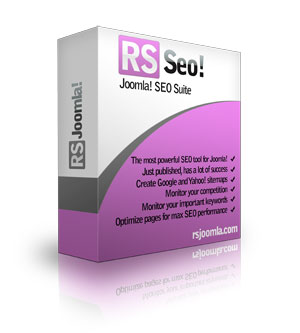 RS Seo!
Joomla! SEO Suite
RS Joomla!
The most powerful SEO tool for Joomla!
Just published, has a lot of success
Create Google and Yahoo! sitemaps
Monitor your competition
Monitor your important keywords
Optimize pages for max SEO performance
rsjoomla.com